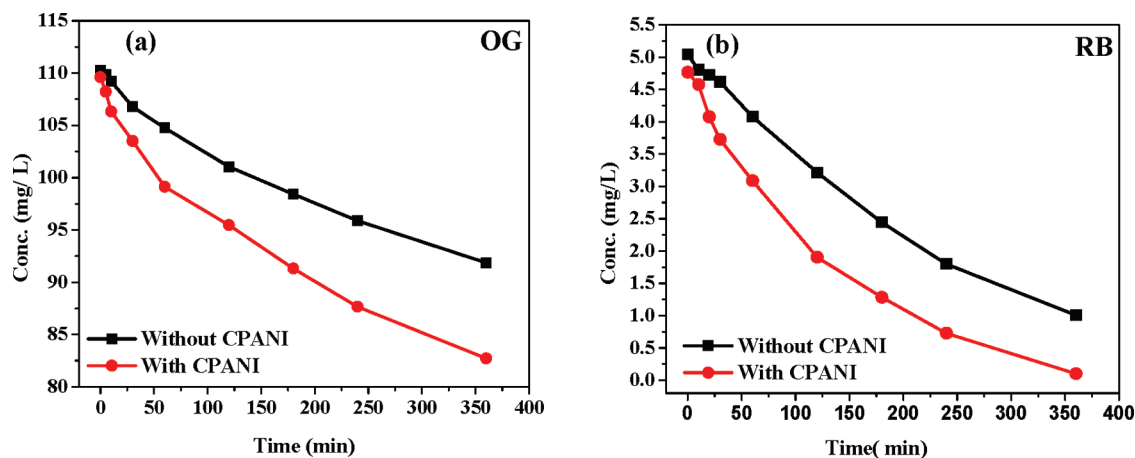 (a)
OG
115
110
105
100
95
90
85
80
Conc. (mg/ L)
Without CPANI
With CPANI
0 50 100 150 200 250 300 350 400
Time (min)
(b)
RB
5.5
5.0
4.5
4.0
3.5
3.0
2.5
2.0
1.5
1.0
0.5
0.0
Conc. (mg/L)
Without CPANI
With CPANI
0 50 100 150 200 250 300 350 400
Time( min)